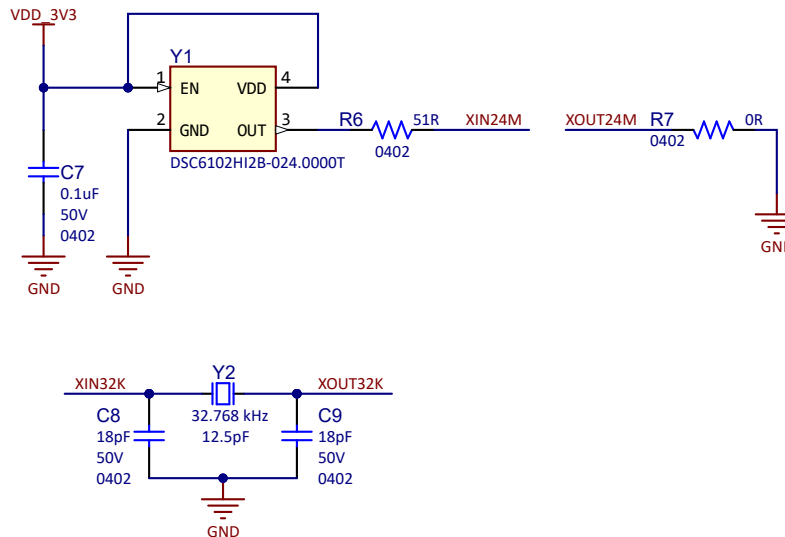 VDD_3V3
Y1
1 EN VDD 4
2 GND OUT 3
DSC6102HI2B-024.0000T
R6 51R
0402
XIN24M
XOUT24M
R7 0R
0402
GND
C7
0.1uF
50V
0402
GND
GND
XIN32K
Y2
32.768 kHz
12.5pF
XOUT32K
C8
18pF
50V
0402
C9
18pF
50V
0402
GND